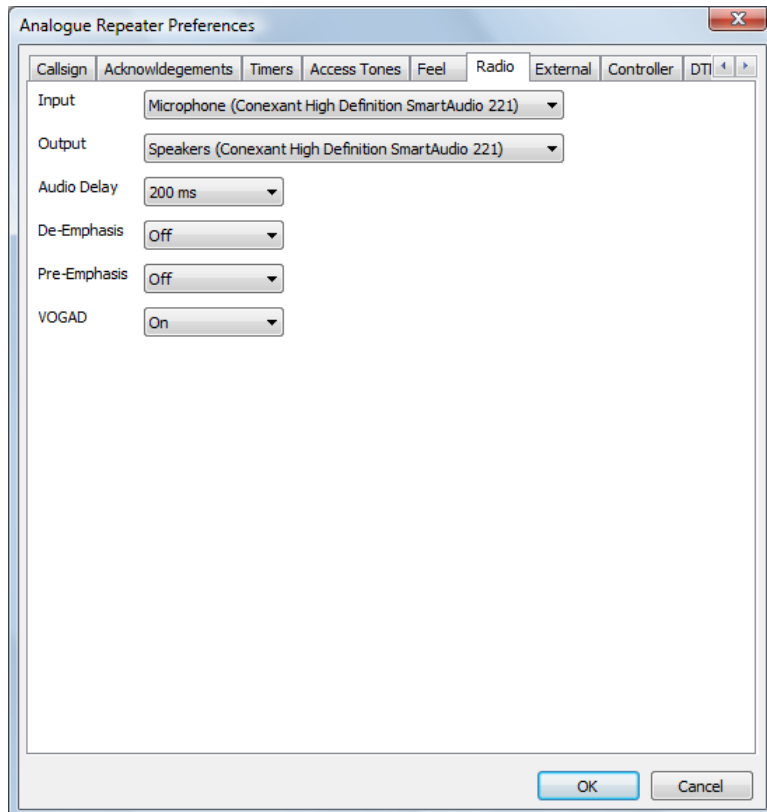 Analogue Repeater Preferences
Callsign Acknowldegements Timers Access Tones Feel Radio External Controller DTI
Input Microphone (Conexant High Definition SmartAudio 221)
Output Speakers (Conexant High Definition SmartAudio 221)
Audio Delay 200 ms
De-Emphasis Off
Pre-Emphasis Off
VOGAD On
OK Cancel